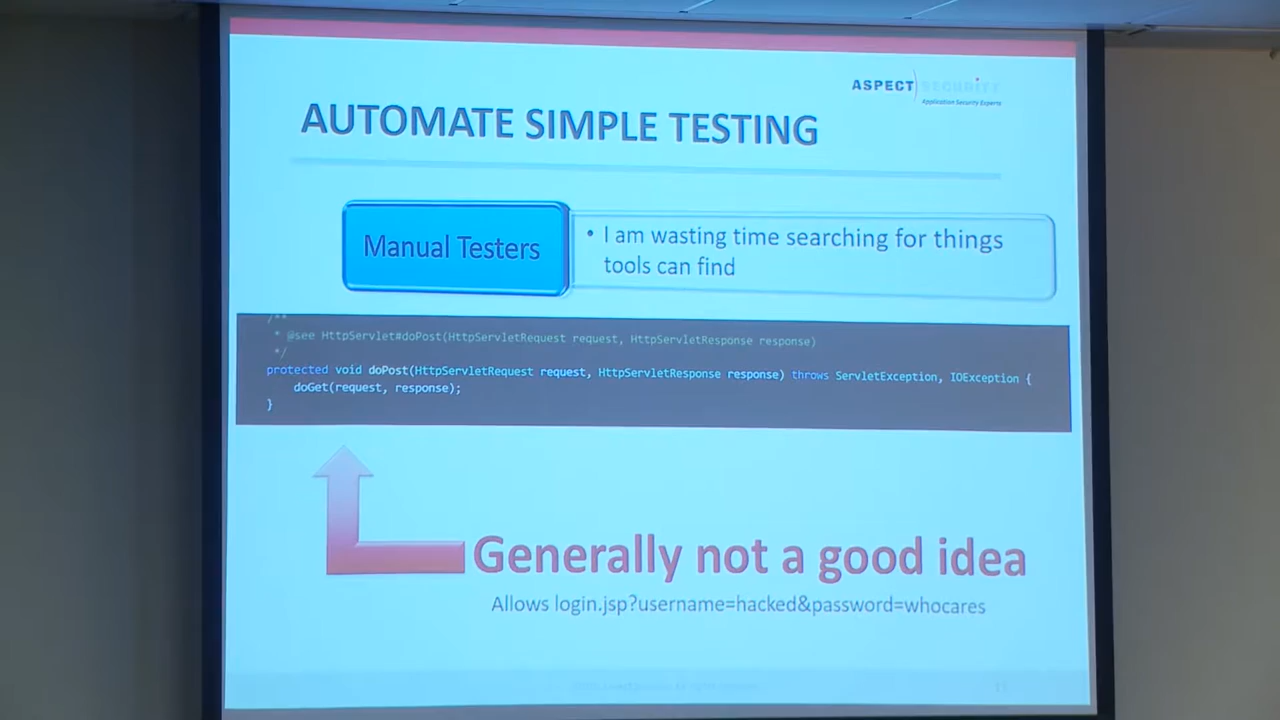 ASPECT SECURITY
Application Security Experts
AUTOMATE SIMPLE TESTING
Manual Testers
• I am wasting time searching for things
tools can find
/**
* @see HttpServlet#doPost(HttpServletRequest request, HttpServletResponse response)
*/
protected void doPost(HttpServletRequest request, HttpServletResponse response) throws ServletException, IOException {
doGet(request, response);
}
Generally not a good idea
Allows login.jsp?username=hacked&password=whocares